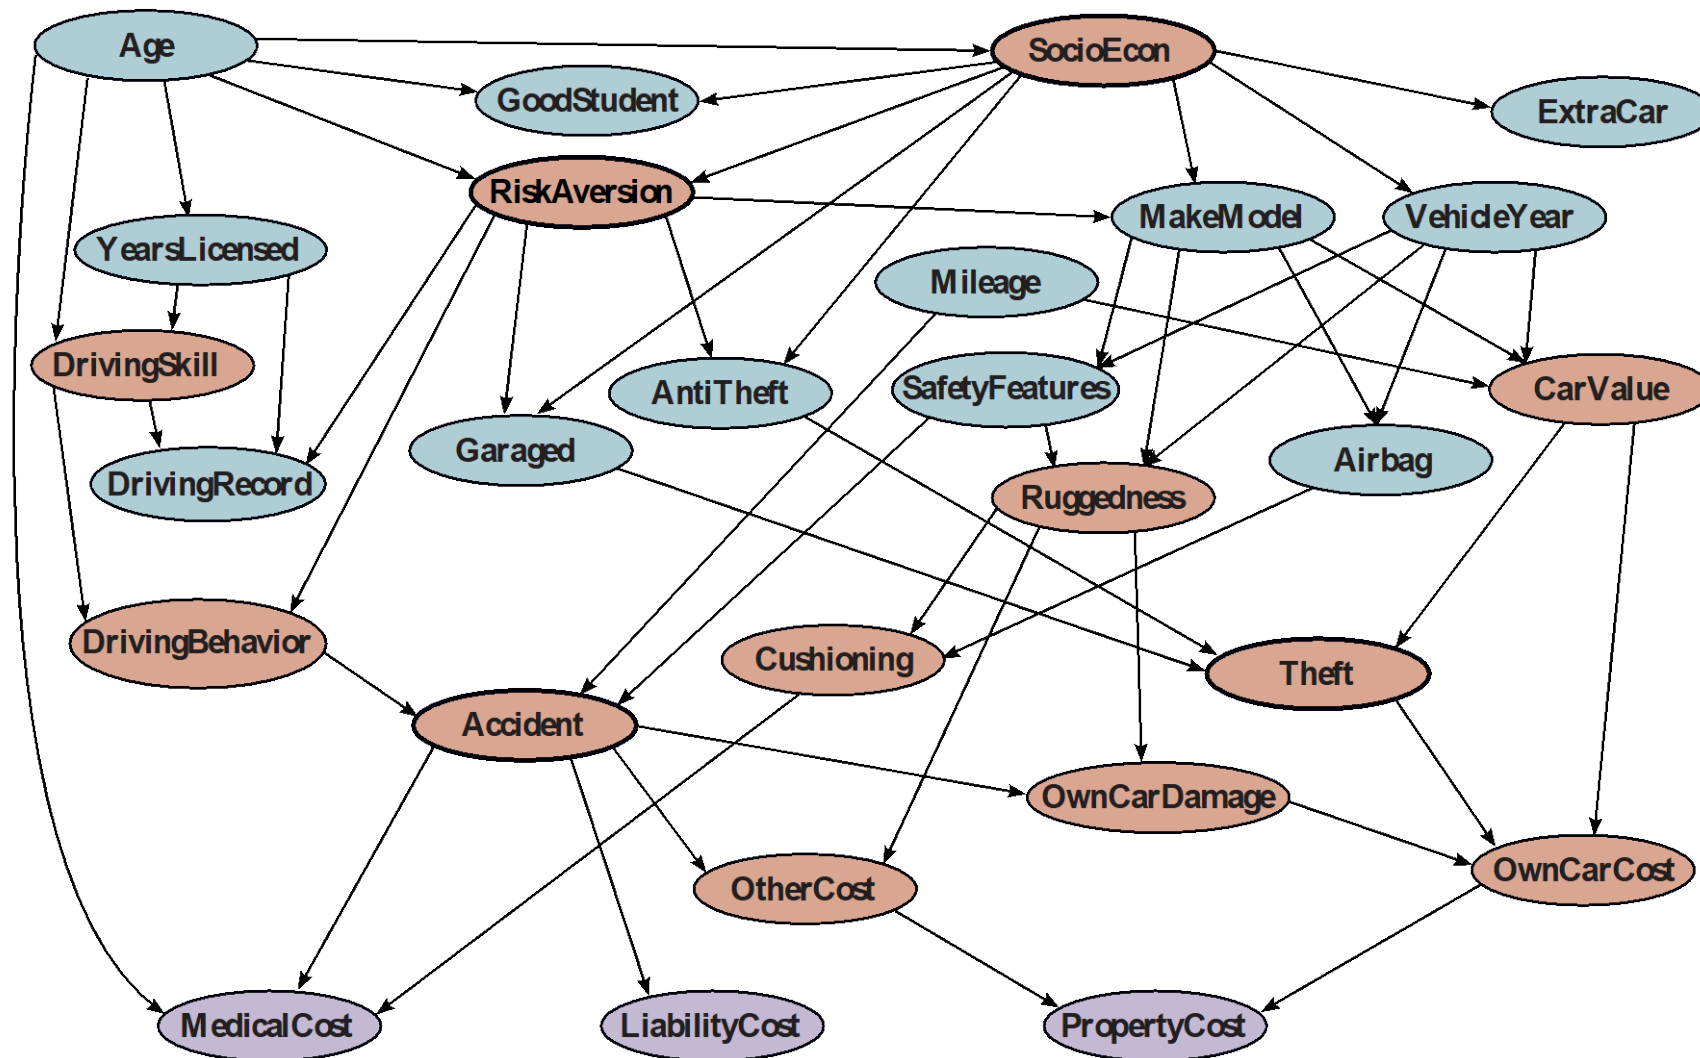 Age
SocioEcon
GoodStudent
ExtraCar
RiskAversion
MakeModel
VehicleYear
YearsLicensed
Mileage
DrivingSkill
AntiTheft
SafetyFeatures
CarValue
Garaged
Airbag
DrivingRecord
Ruggedness
DrivingBehavior
Cushioning
Theft
Accident
OwnCarDamage
OtherCost
OwnCarCost
MedicalCost
LiabilityCost
PropertyCost